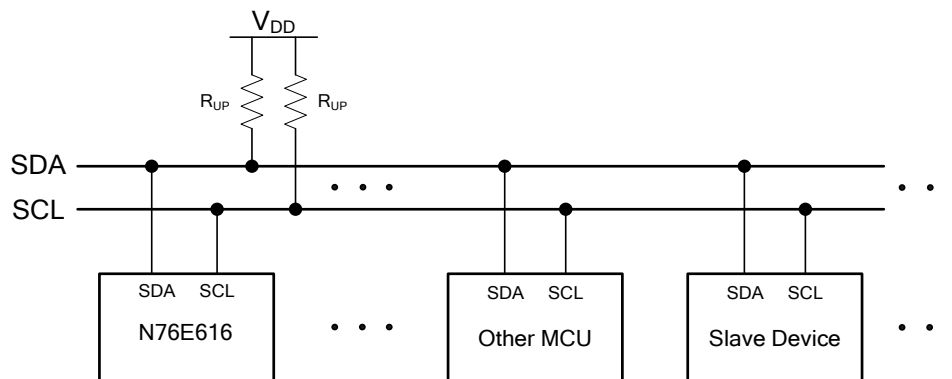 VDD
RUP RUP
SDA
SCL
SDA SCL SDA SCL SDA SCL
N76E616 Other MCU Slave Device